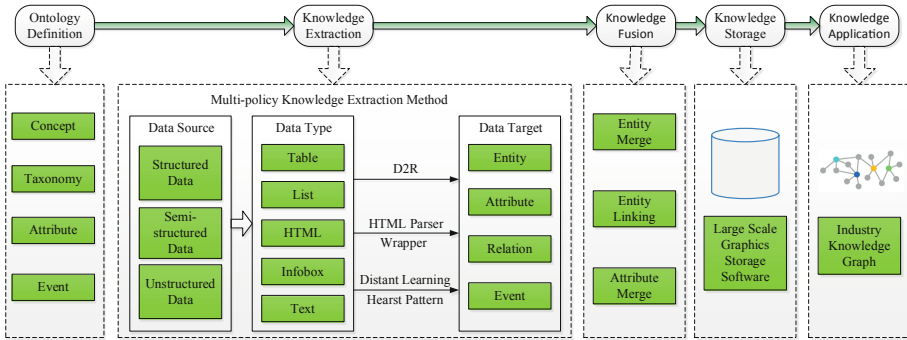 Ontology
Definition
Knowledge
Extraction
Knowledge
Fusion
Knowledge
Storage
Knowledge
Application
Concept
Taxonomy
Attribute
Event
Multi-policy Knowledge Extraction Method
Data Source
Structured
Data
Semi-
structured
Data
Unstructured
Data
Data Type
Table
List
HTML
Infobox
Text
D2R
HTML Parser
Wrapper
Distant Learning
Hearst Pattern
Data Target
Entity
Attribute
Relation
Event
Entity
Merge
Entity
Linking
Attribute
Merge
Large Scale
Graphics
Storage
Software
Industry
Knowledge
Graph